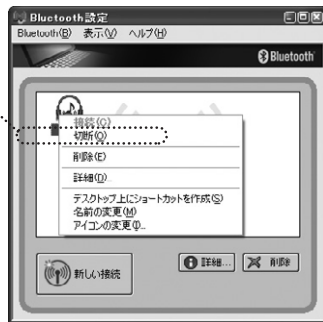 Bluetooth設定
Bluetooth(B) 表示(V) ヘルプ(H)
Bluetooth
接続(C)
切断(O)
削除(E)
詳細(D)...
デスクトップ上にショートカットを作成(S)
名前の変更(M)
アイコンの変更(I)...
新しい接続
詳細...
削除